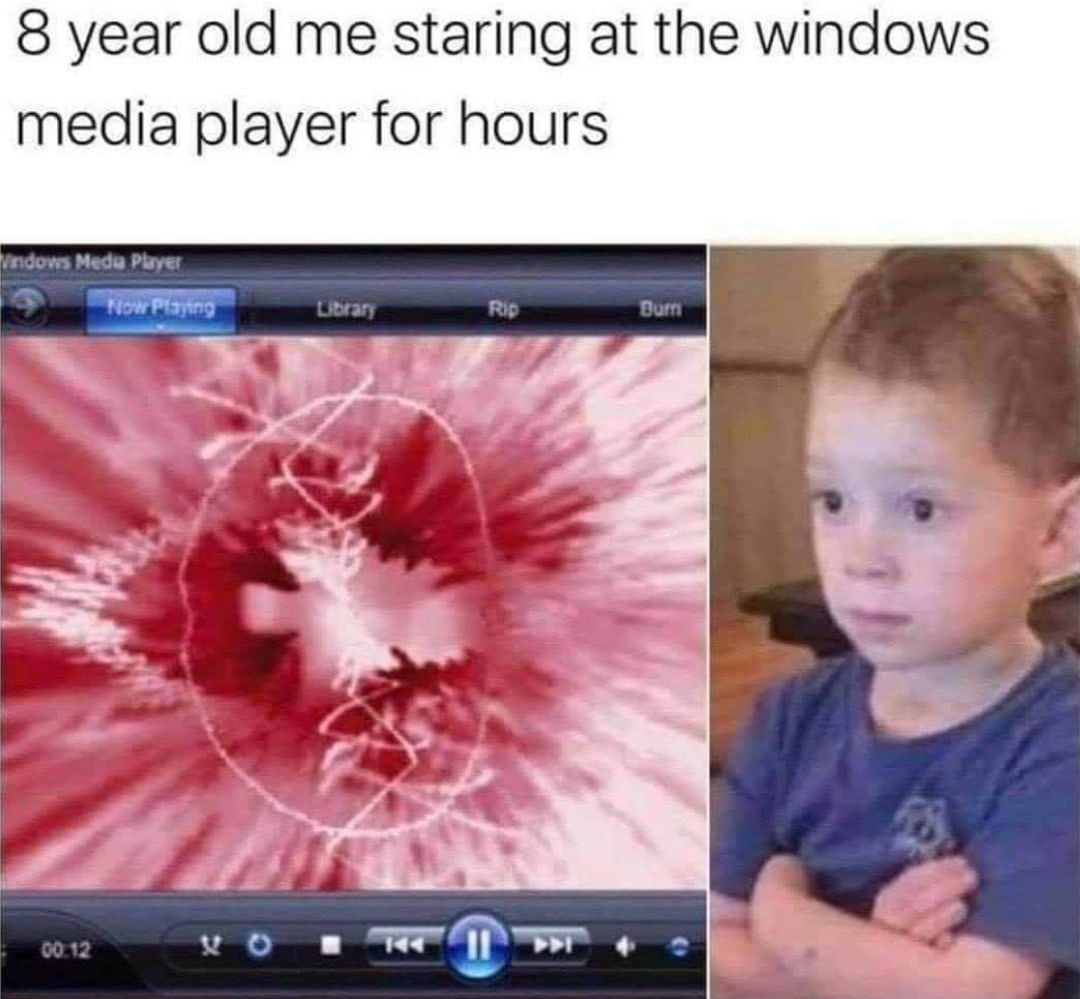 8 year old me staring at the windows
media player for hours
Windows Media Player
Now Playing
Library
Rip
Burn
00:12